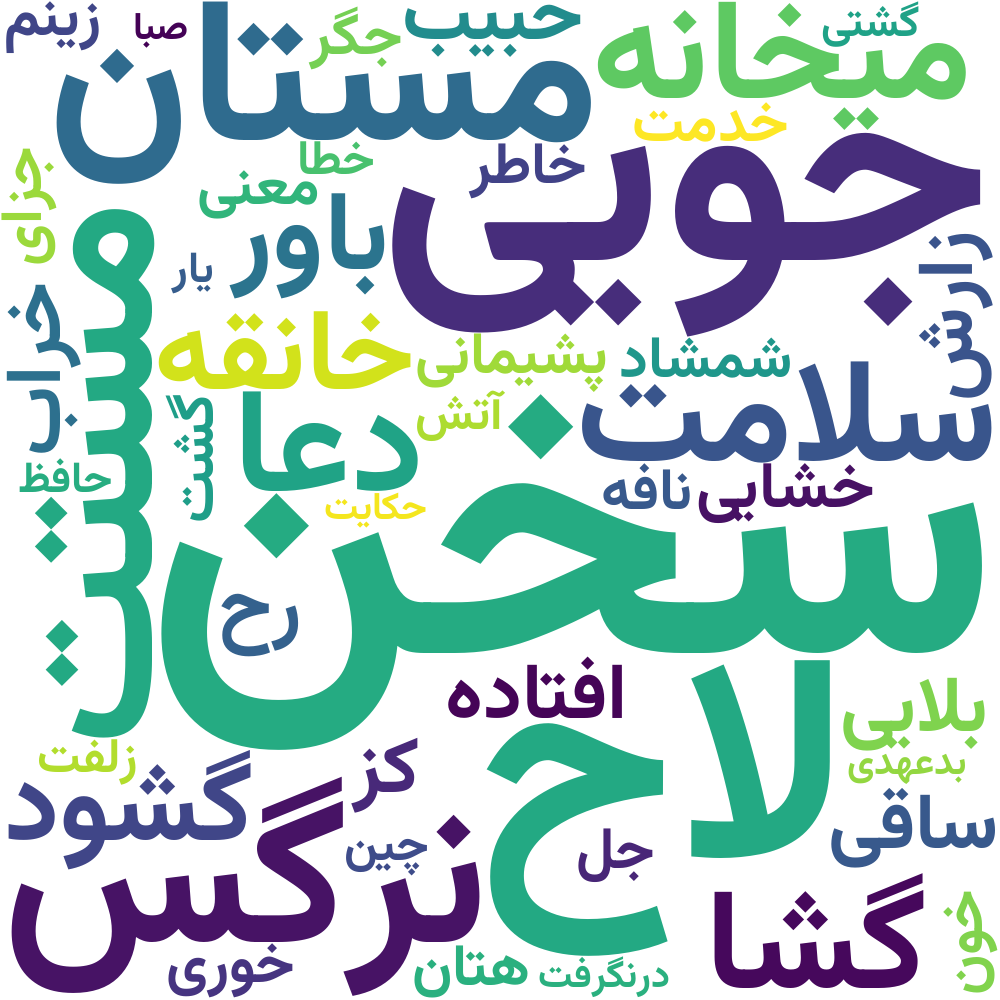 گشتی
حبیب
جگر
صبا
زینم
میخانه
مستان
خدمت
جویی
خاطر
خطا
معنی
جزای
باور
یار
زارش
خراب
مست
خانقه
پشیمانی
شمشاد
سلامت
دعا
آتش
گشت
حافظ
حکایت
نافه
خشایی
سخن
رح
افتاده
لاح
بلایی
بدعهدی
زلفت
گشود
کز
ساقی
نرگس
چین
جل
گشا
خون
خوری
هتان
درنگرفت